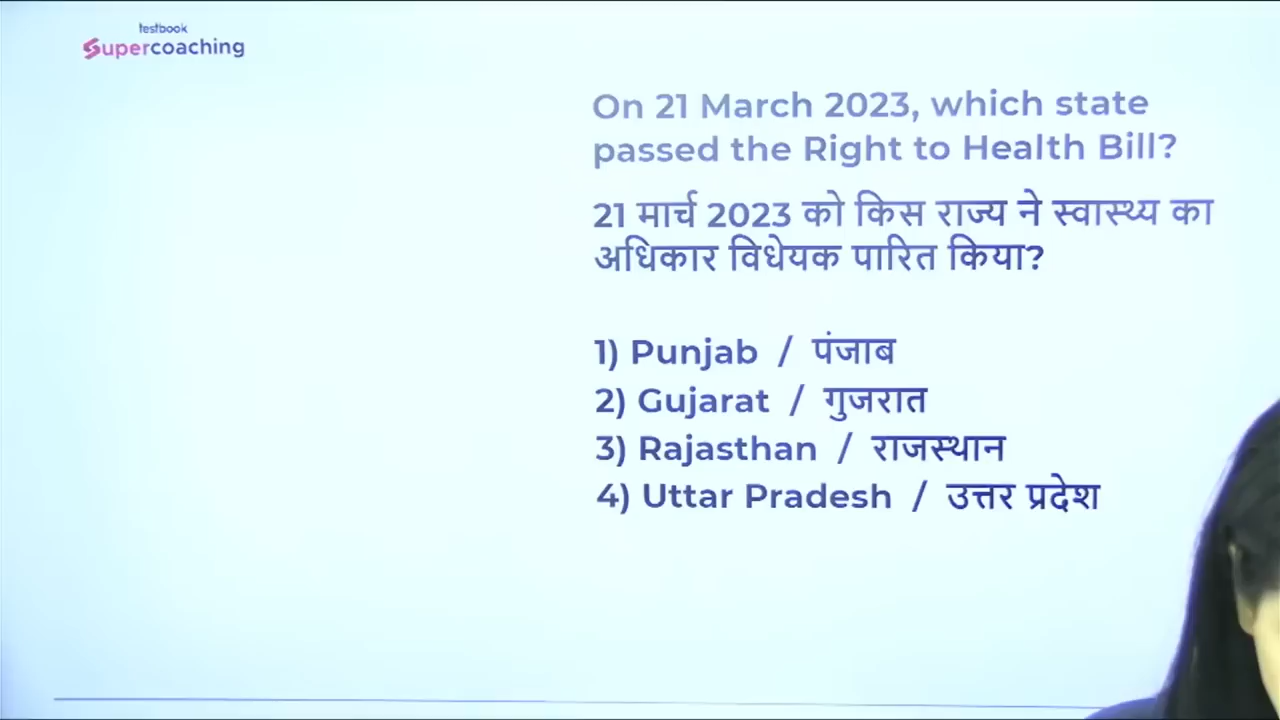 testbook
Supercoaching
On 21 March 2023, which state
passed the Right to Health Bill?
21 मार्च 2023 को किस राज्य ने स्वास्थ्य का
अधिकार विधेयक पारित किया?
1) Punjab / पंजाब
2) Gujarat / गुजरात
3) Rajasthan / राजस्थान
4) Uttar Pradesh / उत्तर प्रदेश